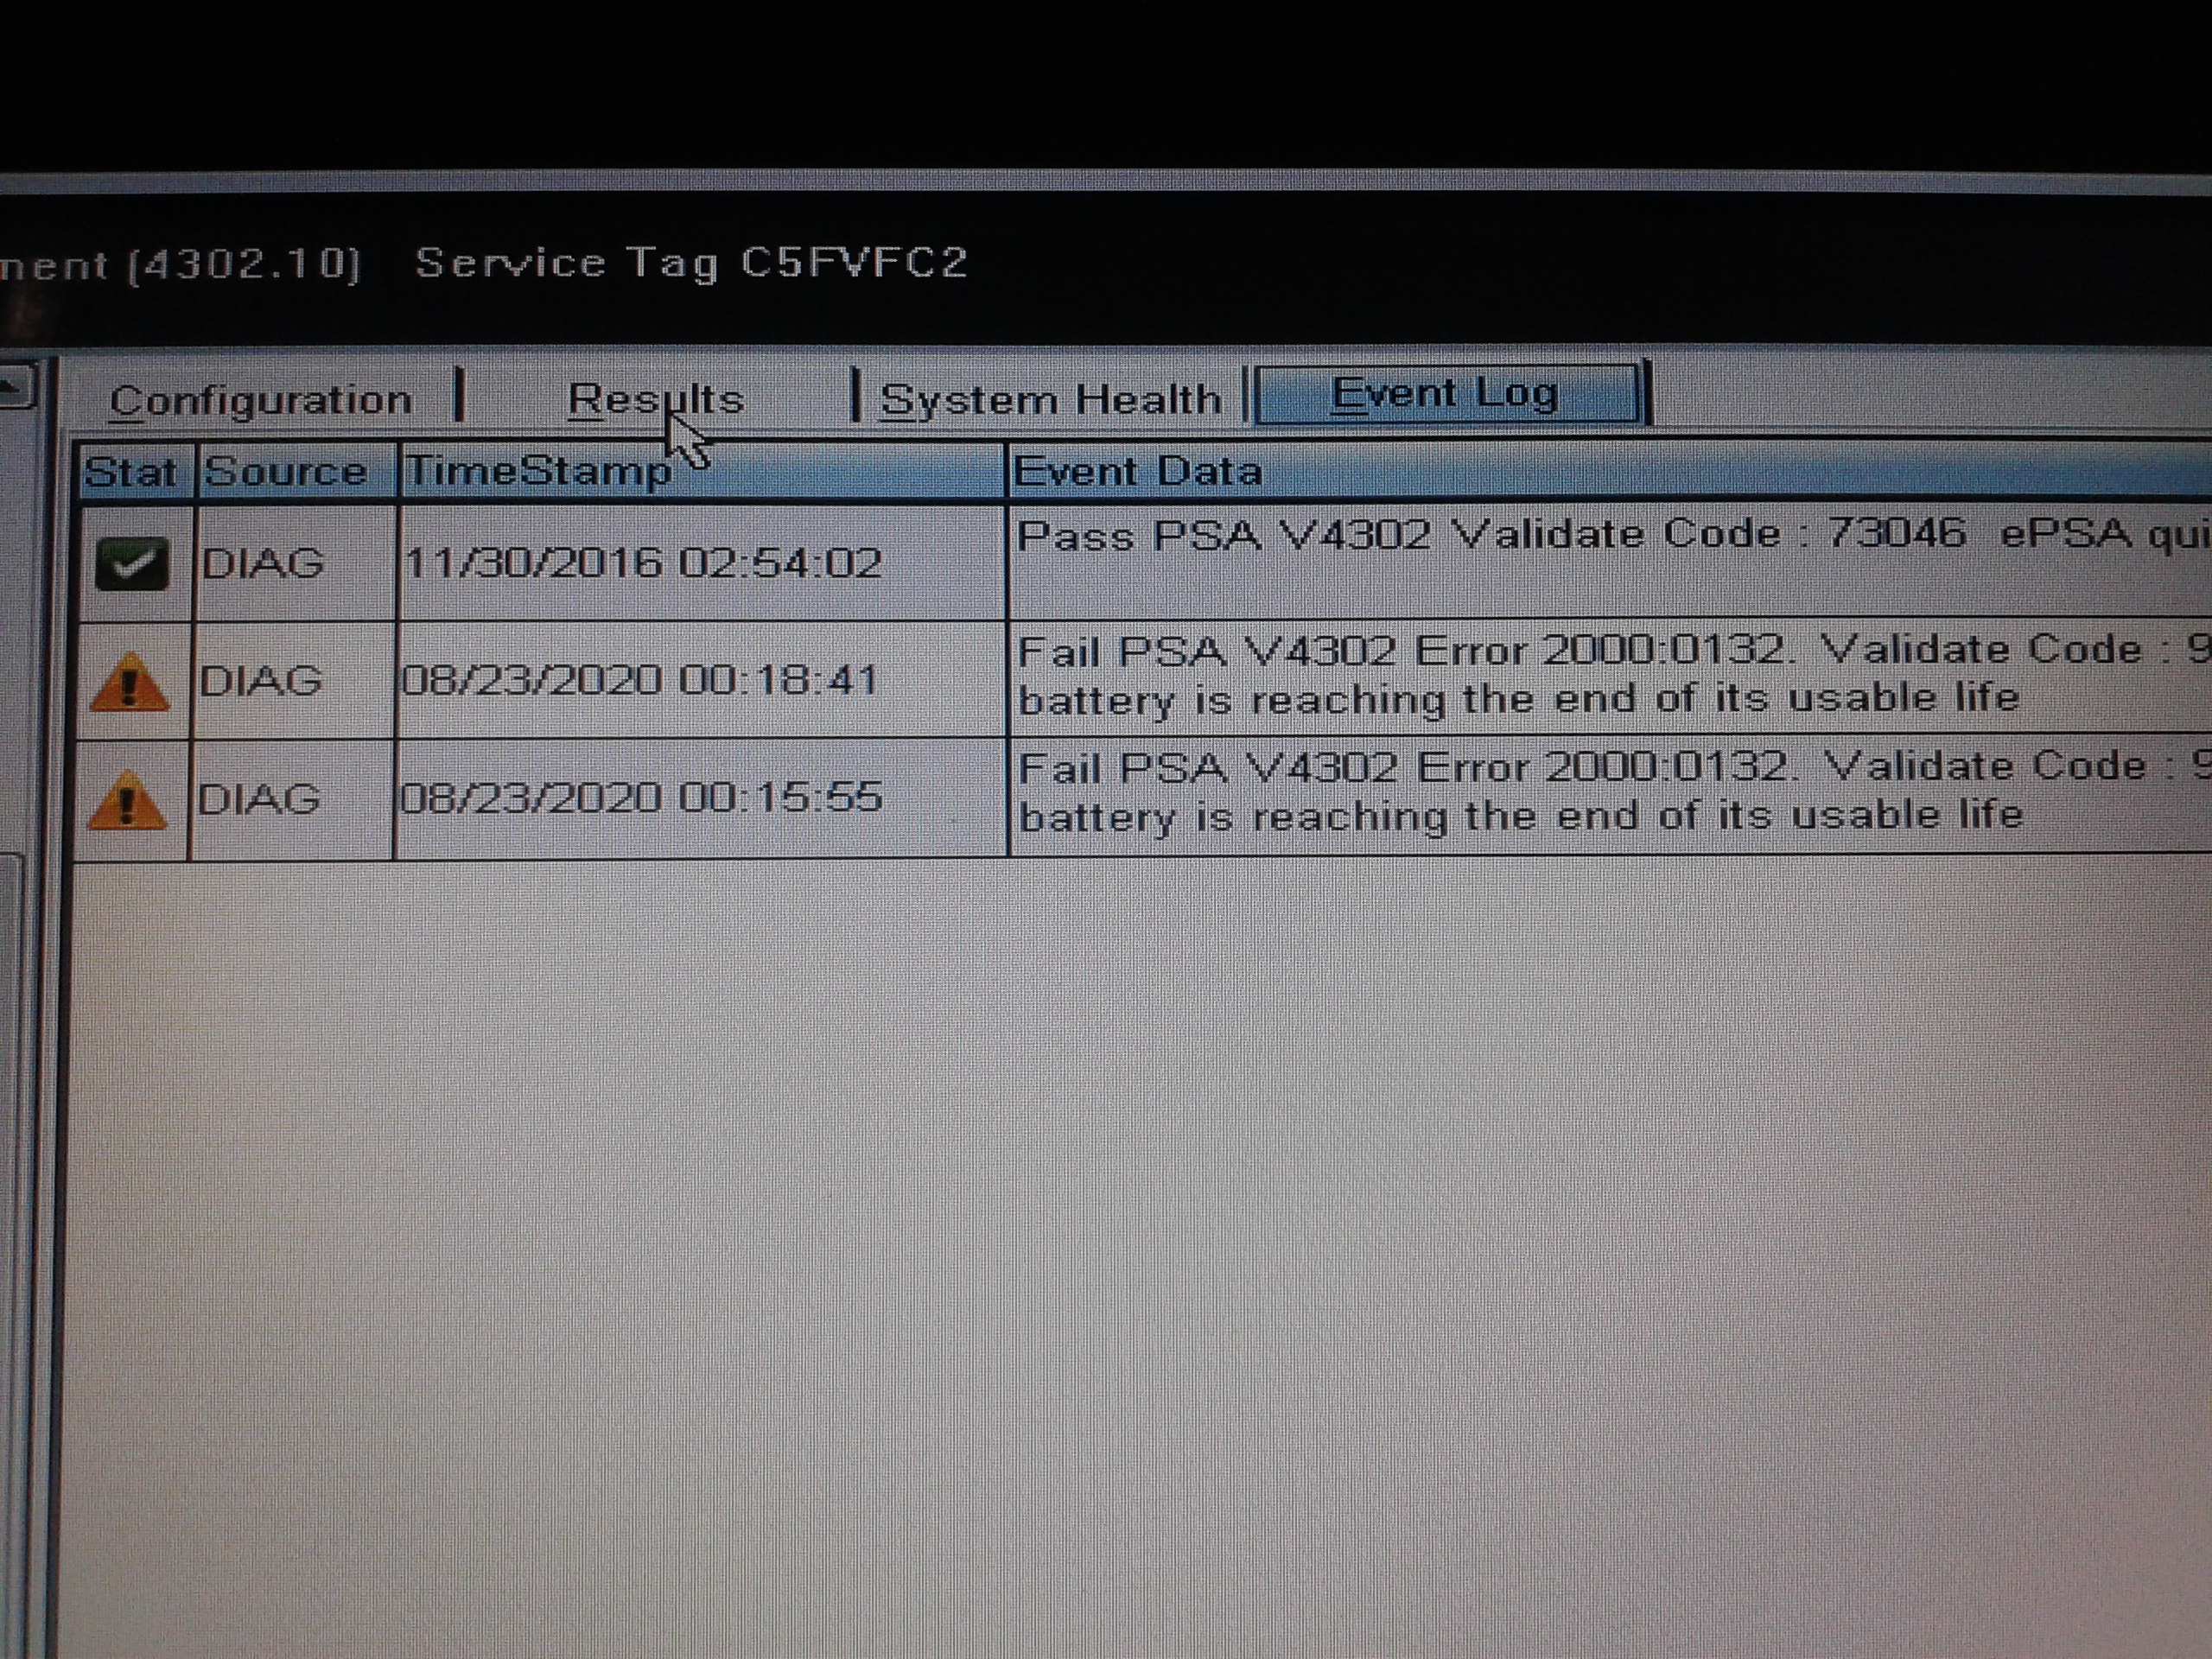 (4302.10) Service Tag C5FVFC2
Configuration Results System Health Event Log
Stat Source TimeStamp Event Data
DIAG 11/30/2016 02:54:02 Pass PSA V4302 Validate Code : 73046 ePSA
DIAG 08/23/2020 00:18:41 Fail PSA V4302 Error 2000:0132. Validate Code : 9
battery is reaching the end of its usable life
DIAG 08/23/2020 00:15:55 Fail PSA V4302 Error 2000:0132. Validate Code : 9
battery is reaching the end of its usable life